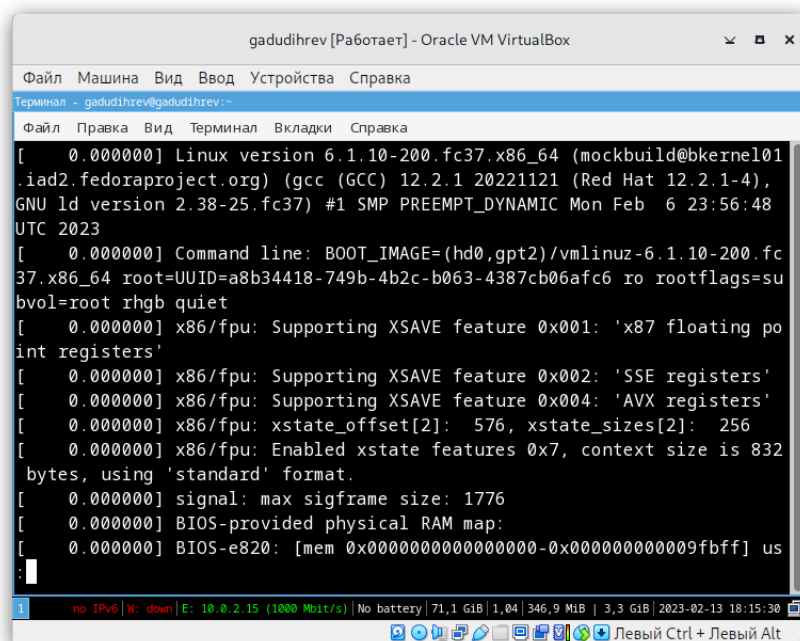 gadudihrev [Работает] - Oracle VM VirtualBox
Файл Машина Вид Ввод Устройства Справка
Терминал - gadudihrev@gadudihrev:~
Файл Правка Вид Терминал Вкладки Справка
[    0.000000] Linux version 6.1.10-200.fc37.x86_64 (mockbuild@bkernel01
.iad2.fedoraproject.org) (gcc (GCC) 12.2.1 20221121 (Red Hat 12.2.1-4),
GNU ld version 2.38-25.fc37) #1 SMP PREEMPT_DYNAMIC Mon Feb  6 23:56:48
UTC 2023
[    0.000000] Command line: BOOT_IMAGE=(hd0,gpt2)/vmlinuz-6.1.10-200.fc
37.x86_64 root=UUID=a8b34418-749b-4b2c-b063-4387cb06afc6 ro rootflags=su
bvol=root rhgb quiet
[    0.000000] x86/fpu: Supporting XSAVE feature 0x001: 'x87 floating po
int registers'
[    0.000000] x86/fpu: Supporting XSAVE feature 0x002: 'SSE registers'
[    0.000000] x86/fpu: Supporting XSAVE feature 0x004: 'AVX registers'
[    0.000000] x86/fpu: xstate_offset[2]:  576, xstate_sizes[2]:  256
[    0.000000] x86/fpu: Enabled xstate features 0x7, context size is 832
 bytes, using 'standard' format.
[    0.000000] signal: max sigframe size: 1776
[    0.000000] BIOS-provided physical RAM map:
[    0.000000] BIOS-e820: [mem 0x0000000000000000-0x000000000009fbff] us
:
1 no IPv6|W: down|E: 10.0.2.15 (1000 Mbit/s)|No battery|71,1 GiB|1,04|346,9 MiB | 3,3 GiB|2023-02-13 18:15:30
Левый Ctrl + Левый Alt